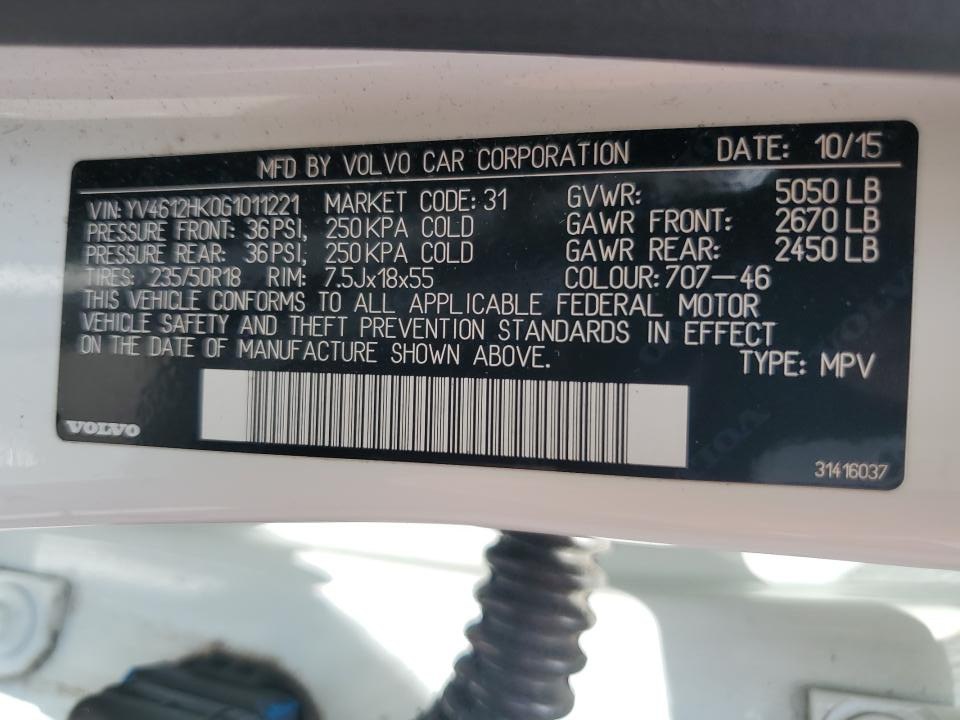 MFD BY VOLVO CAR CORPORATION DATE: 10/15
VIN: YV4612HK0G1011221 MARKET CODE: 31 GVWR: 5050 LB
PRESSURE FRONT: 36 PSI, 250 KPA COLD GAWR FRONT: 2670 LB
PRESSURE REAR: 36 PSI, 250 KPA COLD GAWR REAR: 2450 LB
TIRES: 235/50R18 RIM: 7.5Jx18x55 COLOUR: 707-46
THIS VEHICLE CONFORMS TO ALL APPLICABLE FEDERAL MOTOR
VEHICLE SAFETY AND THEFT PREVENTION STANDARDS IN EFFECT
ON THE DATE OF MANUFACTURE SHOWN ABOVE. TYPE: MPV
VOLVO
31416037